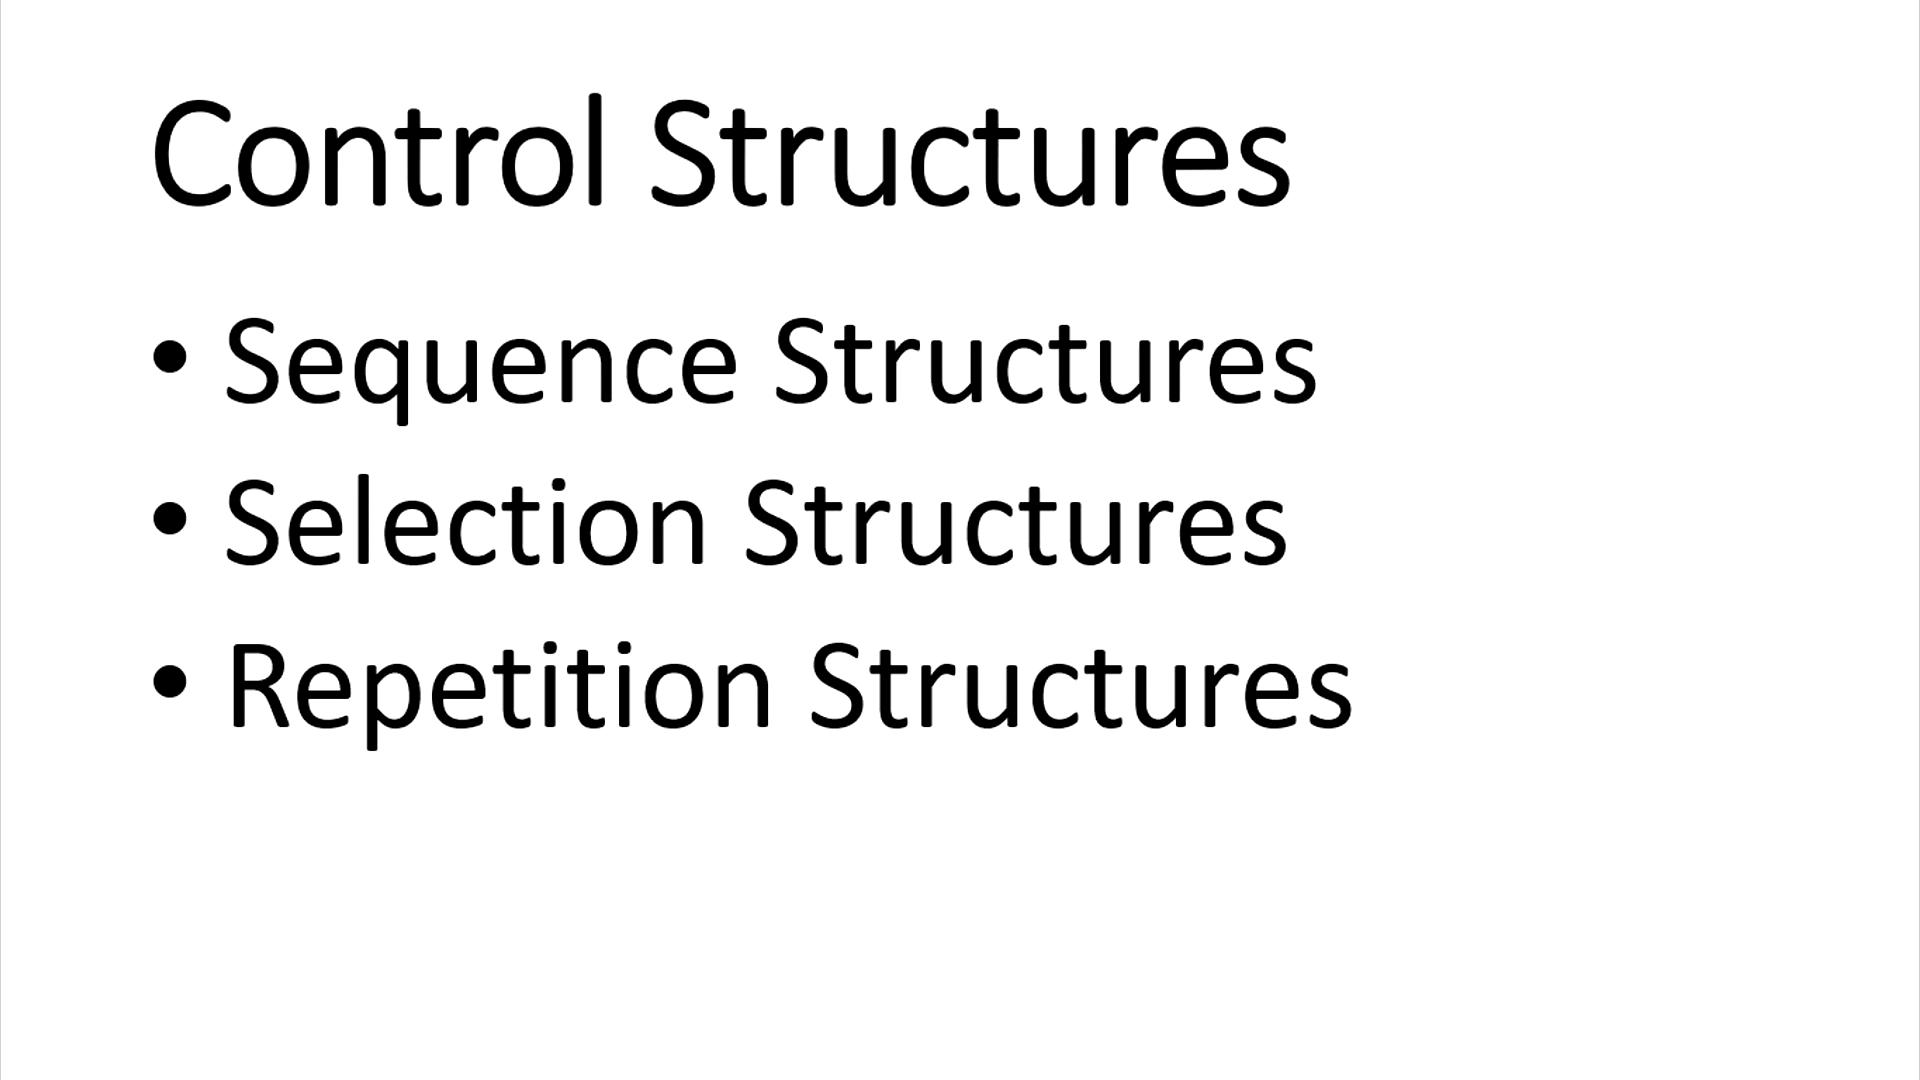 Control Structures
• Sequence Structures
• Selection Structures
• Repetition Structures